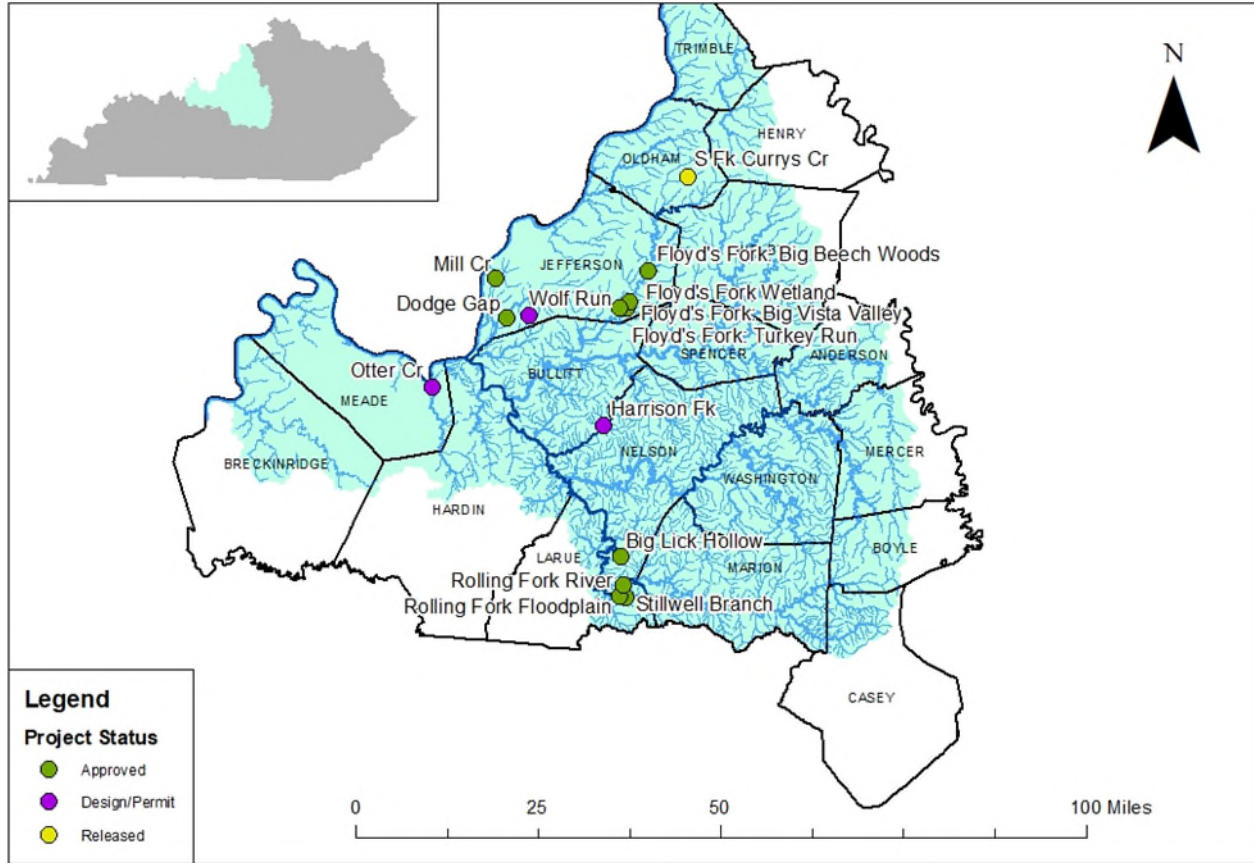 N
TRIMBLE
HENRY
OLDHAM
S Fk Currys Cr
Mill Cr
JEFFERSON
Floyd's Fork: Big Beech Woods
Dodge Gap
Wolf Run
Floyd's Fork Wetland
Floyd's Fork: Big Vista Valley
Floyd's Fork: Turkey Run
SPENCER
ANDERSON
Otter Cr
BULLITT
MEADE
Harrison Fk
BRECKINRIDGE
NELSON
MERCER
WASHINGTON
HARDIN
Big Lick Hollow
LARUE
BOYLE
MARION
Rolling Fork River
Rolling Fork Floodplain
Stillwell Branch
CASEY
Legend
Project Status
Approved
Design/Permit
Released
0 25 50 100 Miles